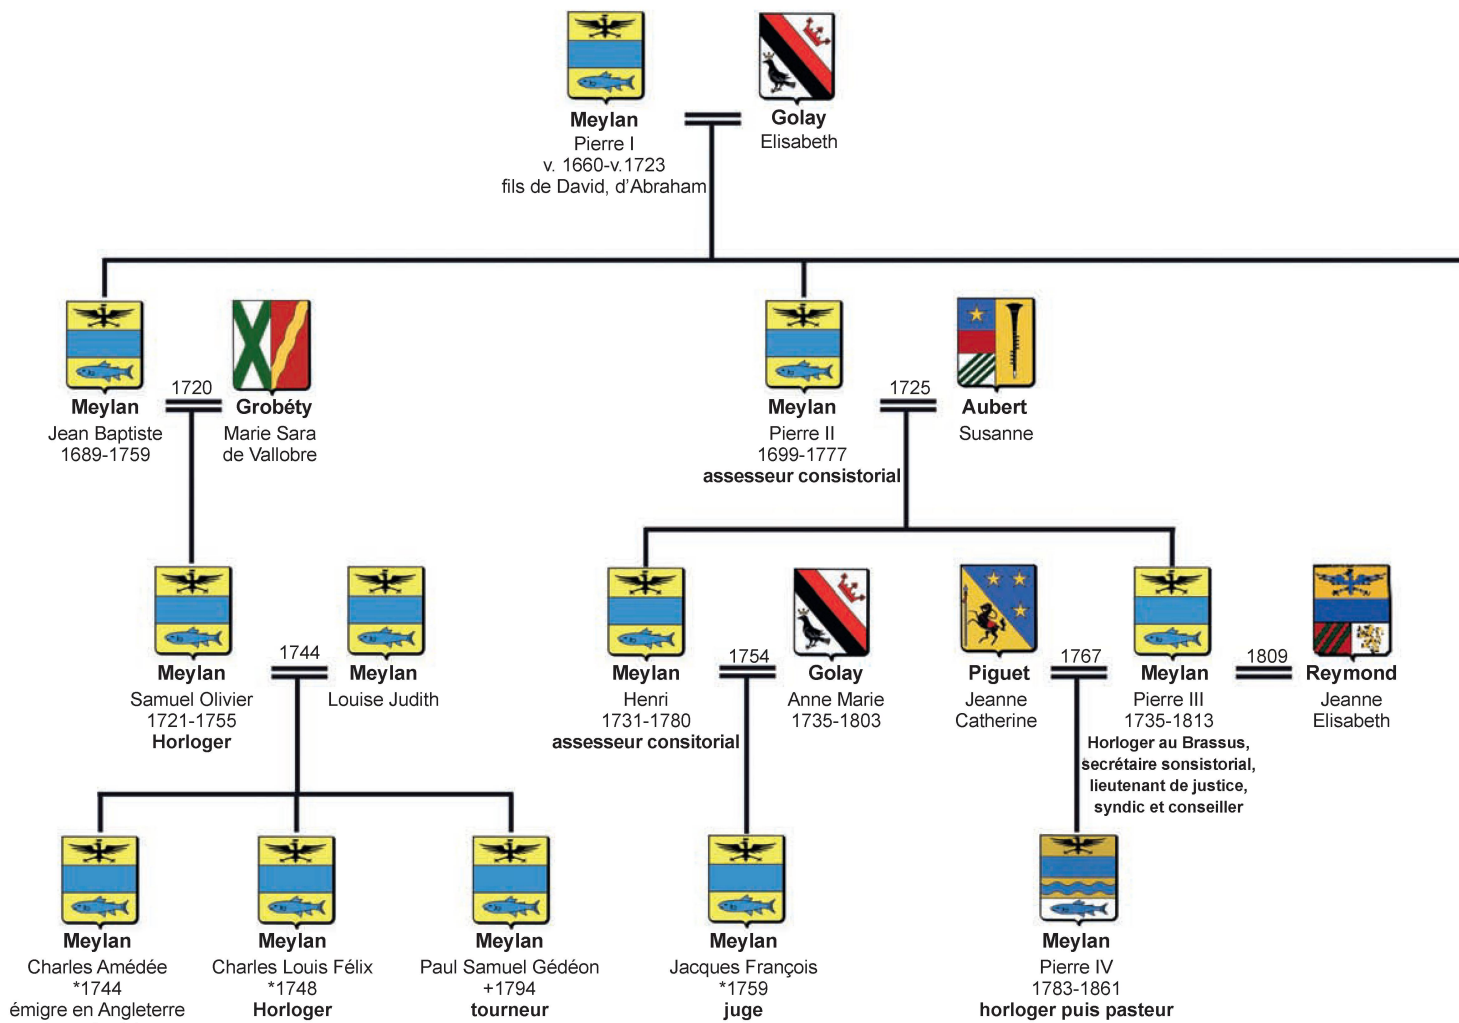 Meylan
Pierre I
v. 1660-v.1723
fils de David, d'Abraham
Golay
Elisabeth
Meylan
Jean Baptiste
1689-1759
1720
Grobéty
Marie Sara
de Vallobre
Meylan
Pierre II
1699-1777
assesseur consistorial
1725
Aubert
Susanne
Meylan
Samuel Olivier
1721-1755
Horloger
1744
Meylan
Louise Judith
Meylan
Henri
1731-1780
assesseur consitorial
1754
Golay
Anne Marie
1735-1803
Piguet
Jeanne
Catherine
1767
Meylan
Pierre III
1735-1813
Horloger au Brassus,
secrétaire sonsistorial,
lieutenant de justice,
syndic et conseiller
1809
Reymond
Jeanne
Elisabeth
Meylan
Charles Amédée
*1744
émigre en Angleterre
Meylan
Charles Louis Félix
*1748
Horloger
Meylan
Paul Samuel Gédéon
+1794
tourneur
Meylan
Jacques François
*1759
juge
Meylan
Pierre IV
1783-1861
horloger puis pasteur